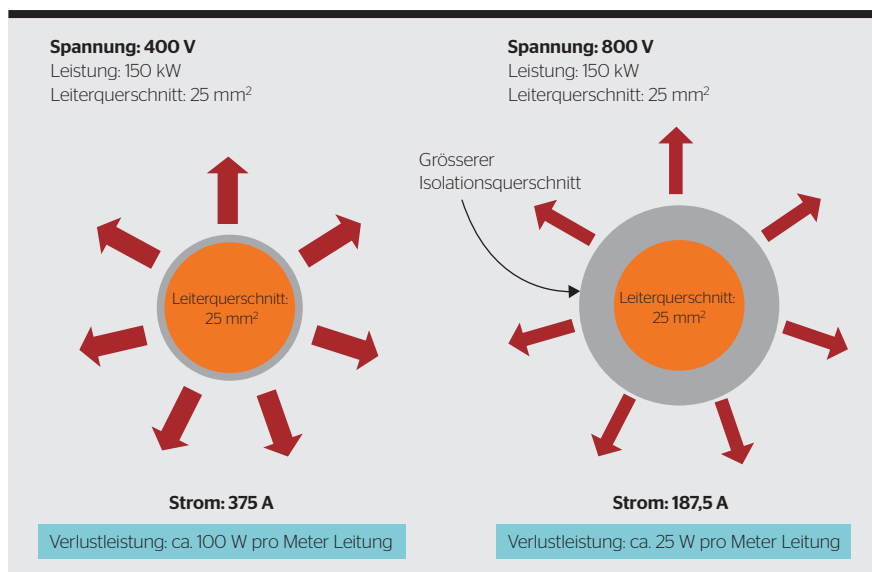 Spannung: 400 V
Leistung: 150 kW
Leiterquerschnitt: 25 mm²
Leiterquerschnitt:
25 mm²
Strom: 375 A
Verlustleistung: ca. 100 W pro Meter Leitung
Spannung: 800 V
Leistung: 150 kW
Leiterquerschnitt: 25 mm²
Grösserer
Isolationsquerschnitt
Leiterquerschnitt:
25 mm²
Strom: 187,5 A
Verlustleistung: ca. 25 W pro Meter Leitung